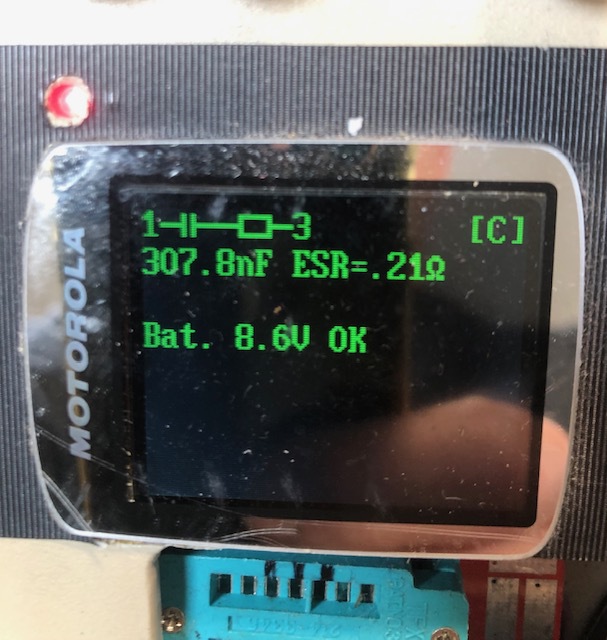 MOTOROLA
1 3 [C]
307.8nF ESR=.21Ω
Bat. 8.6V OK